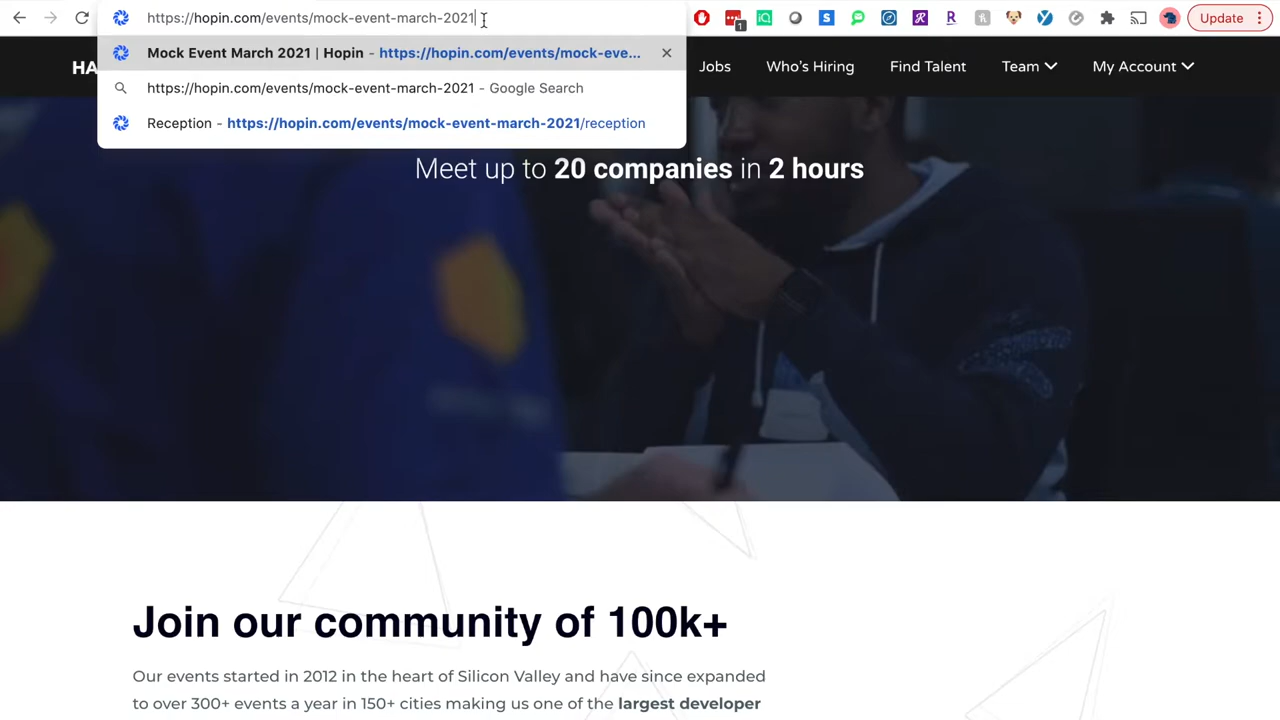 https://hopin.com/events/mock-event-march-2021
Update
1
Mock Event March 2021 | Hopin - https://hopin.com/events/mock-eve...
https://hopin.com/events/mock-event-march-2021 - Google Search
Reception - https://hopin.com/events/mock-event-march-2021/reception
HA
Jobs
Who's Hiring
Find Talent
Team
My Account
Meet up to 20 companies in 2 hours
Join our community of 100k+
Our events started in 2012 in the heart of Silicon Valley and have since expanded
to over 300+ events a year in 150+ cities making us one of the largest developer